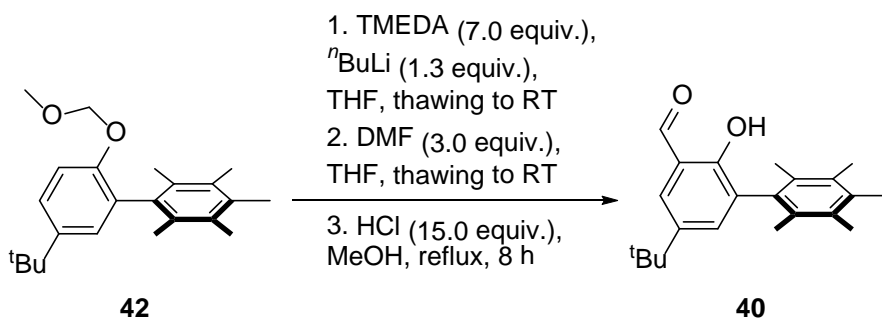 1. TMEDA (7.0 equiv.),
ⁿBuLi (1.3 equiv.),
THF, thawing to RT
2. DMF (3.0 equiv.),
THF, thawing to RT
3. HCl (15.0 equiv.),
MeOH, reflux, 8 h
O
O
ᵗBu
42
O
OH
ᵗBu
40